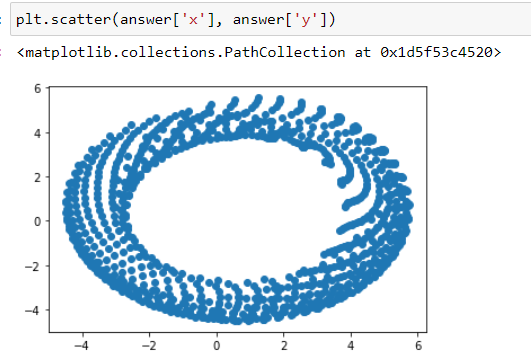 plt.scatter(answer['x'], answer['y'])
<matplotlib.collections.PathCollection at 0x1d5f53c4520>
6
4
2
0
−2
−4
−4 −2 0 2 4 6